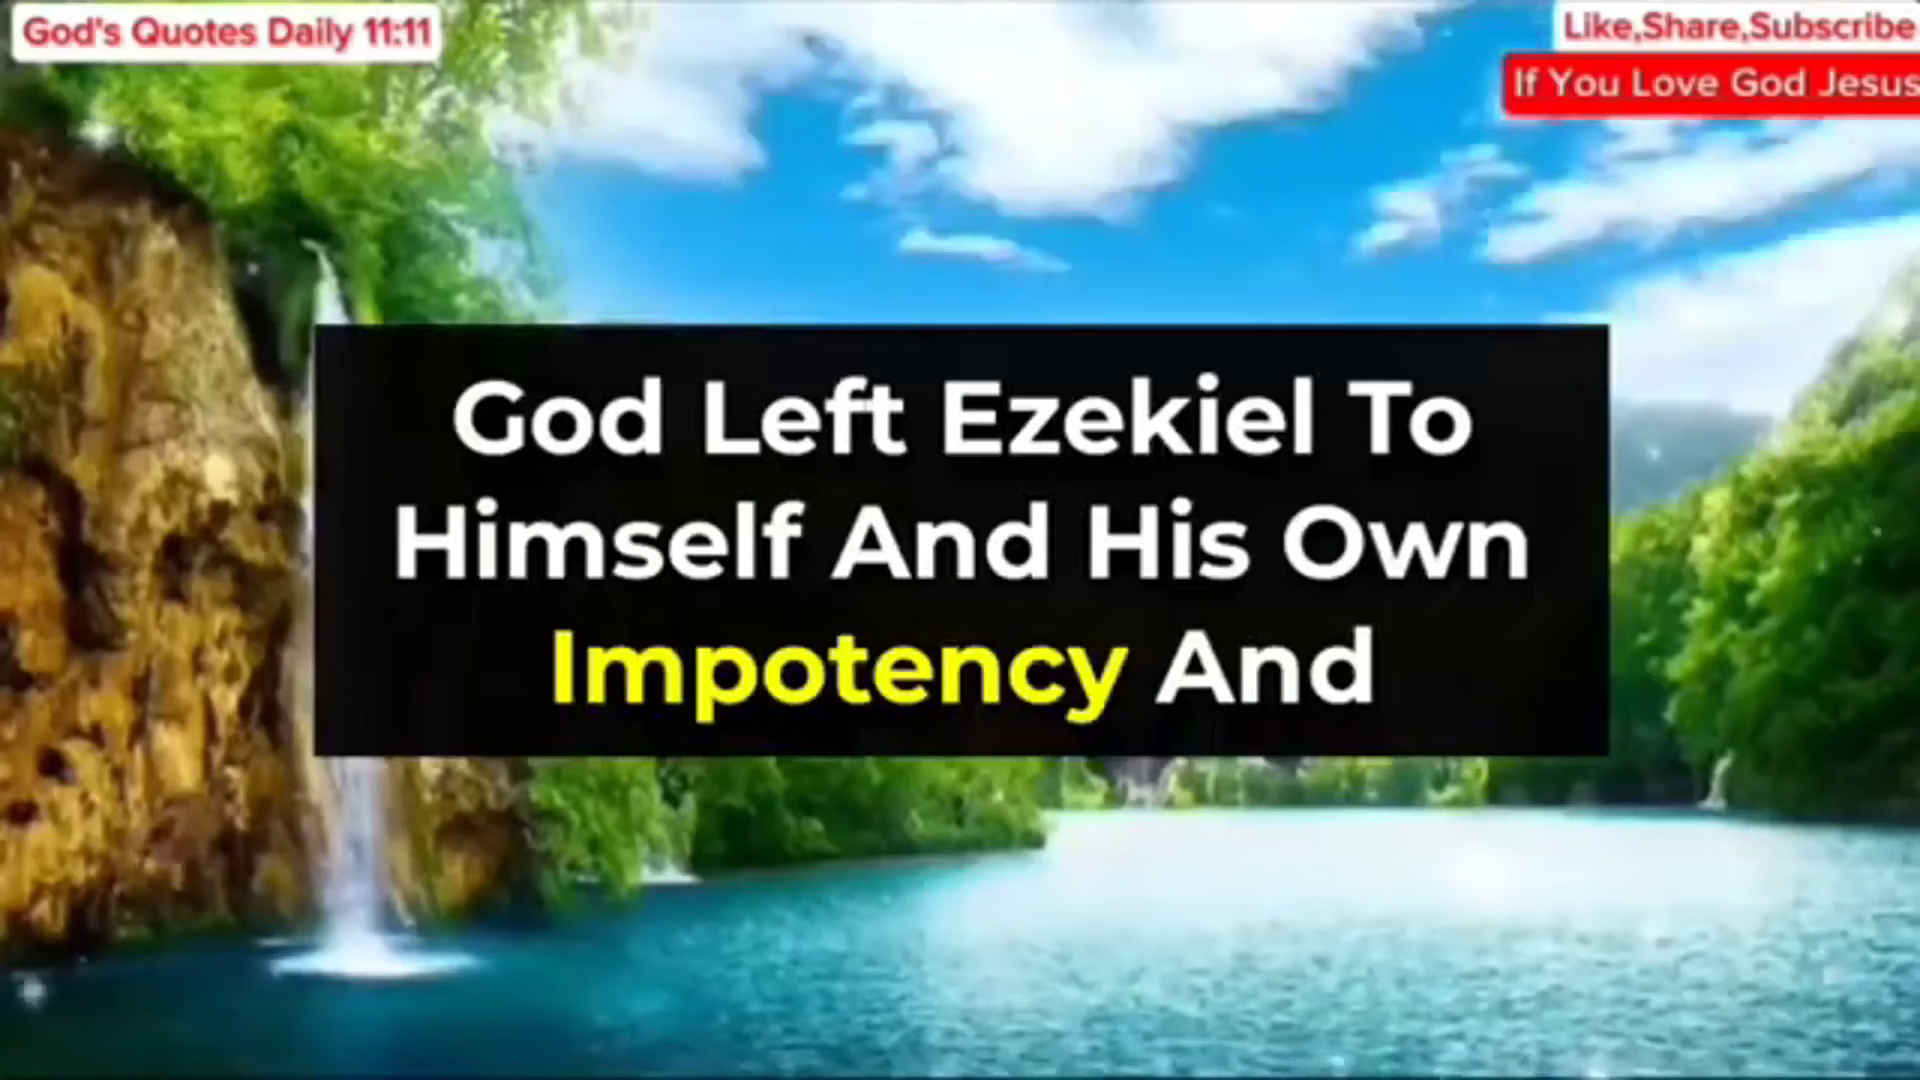 God's Quotes Daily 11:11
Like,Share,Subscribe
If You Love God Jesus
God Left Ezekiel To
Himself And His Own
Impotency And